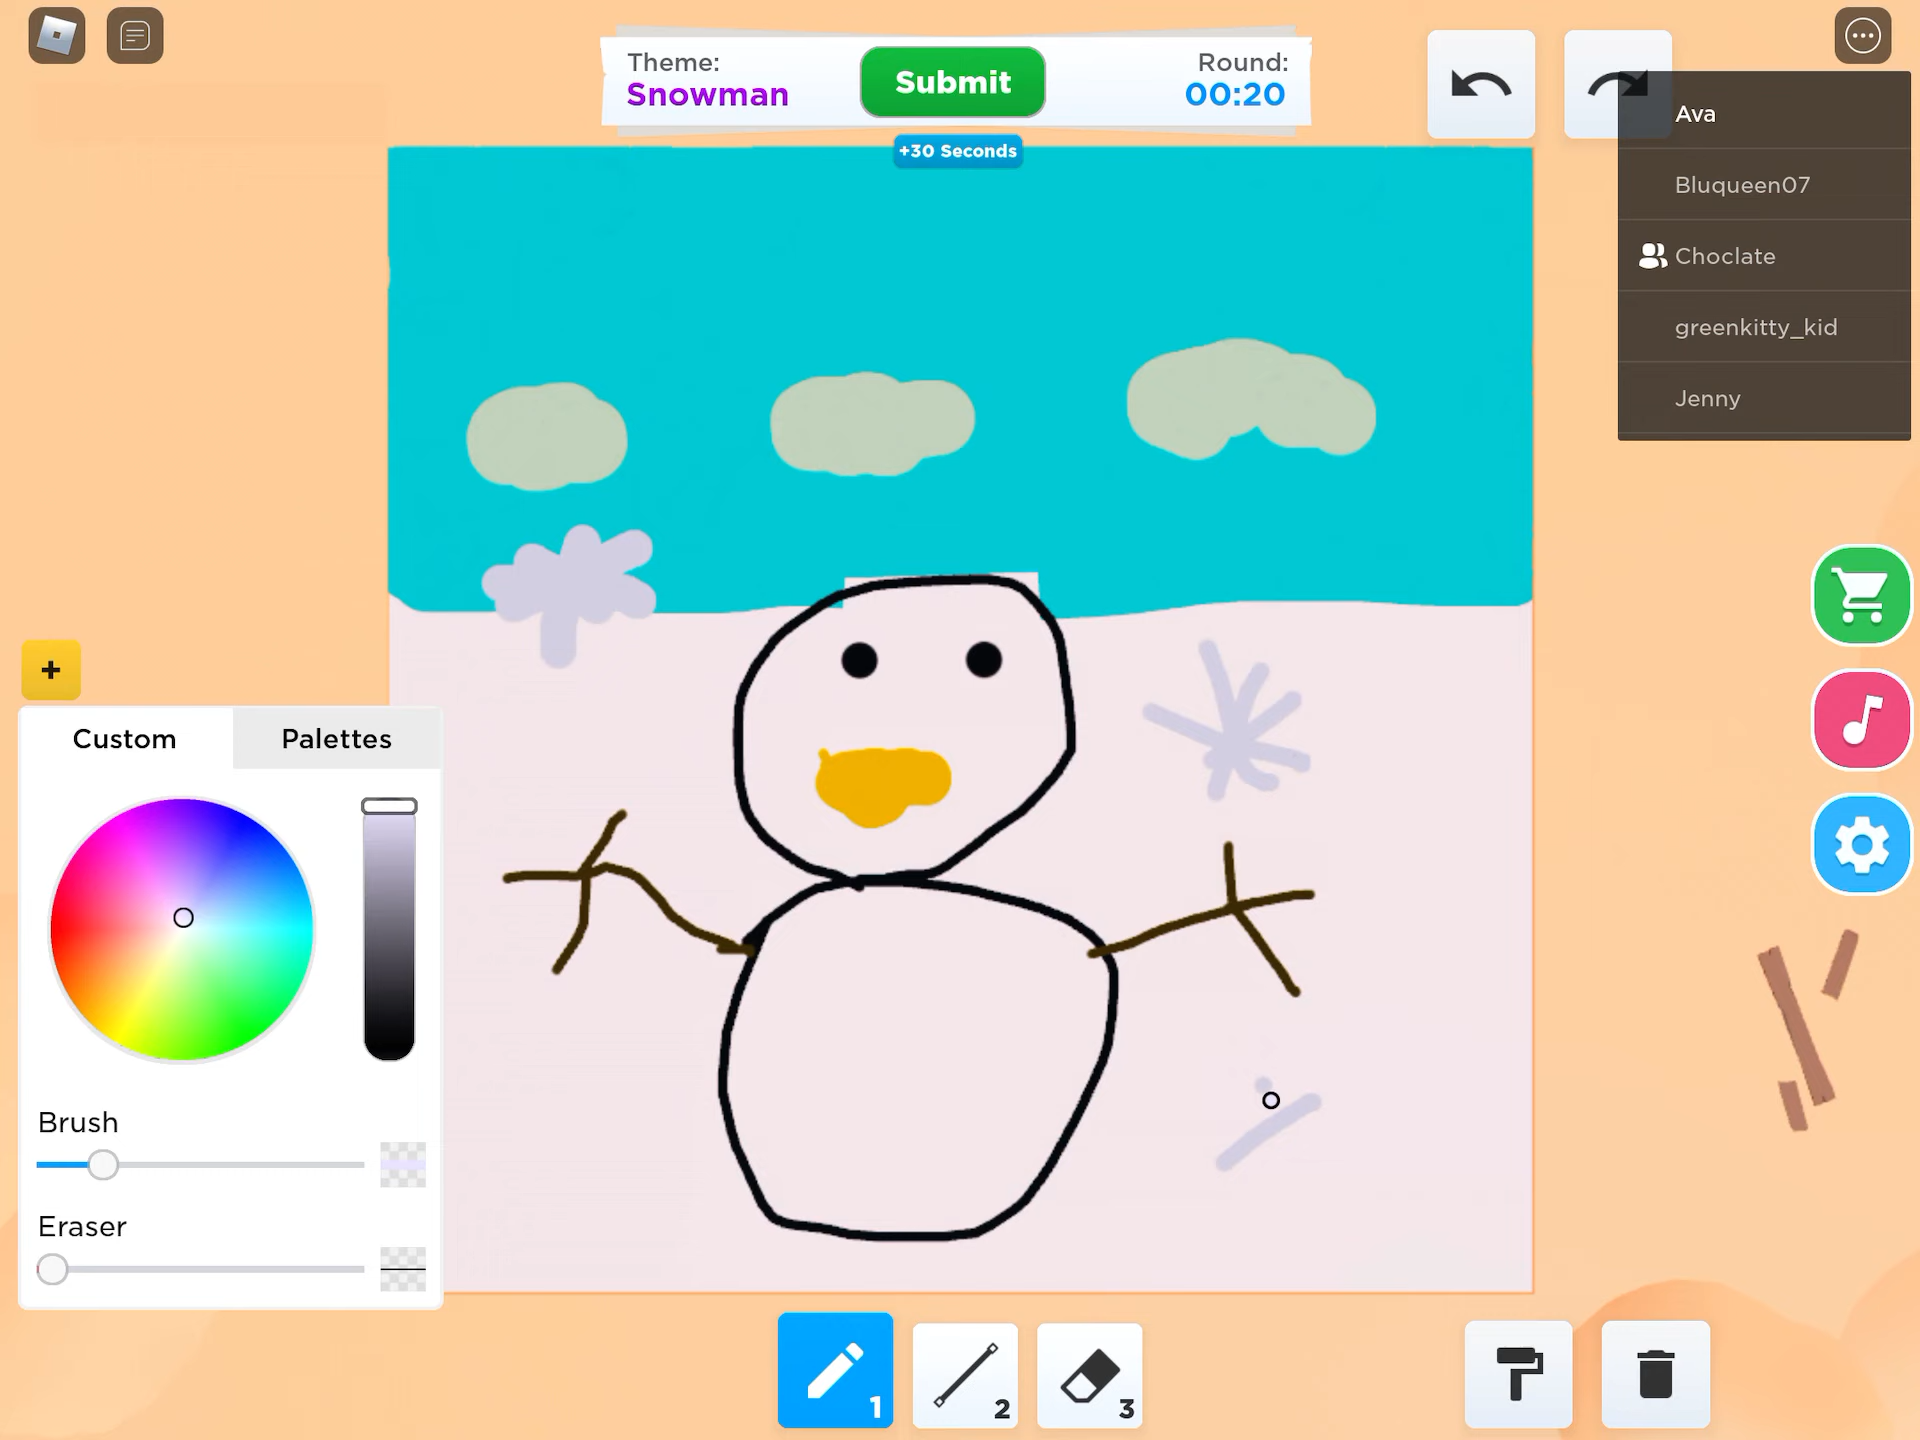 Theme:
Snowman
Submit
Round:
00:20
+30 Seconds
Ava
Bluqueen07
Choclate
greenkitty_kid
Jenny
+
Custom
Palettes
Brush
Eraser
1
2
3